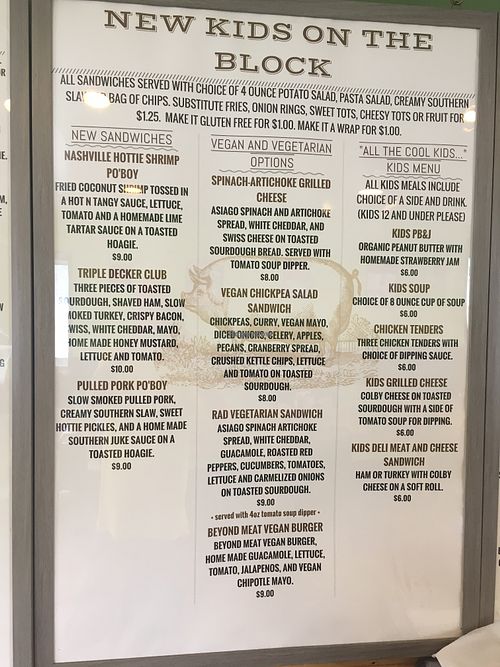 NEW KIDS ON THE
BLOCK
ALL SANDWICHES SERVED WITH CHOICE OF 4 OUNCE POTATO SALAD, PASTA SALAD, CREAMY SOUTHERN
BAG OF CHIPS. SUBSTITUTE FRIES, ONION RINGS, SWEET TOTS, CHEESY TOTS OR FRUIT FOR
$1.25. MAKE IT GLUTEN FREE FOR $1.00. MAKE IT A WRAP FOR $1.00.
NEW SANDWICHES
NASHVILLE HOTTIE SHRIMP
PO'BOY
FRIED COCONUT SHRIMP TOSSED IN
A HOT N TANGY SAUCE, LETTUCE,
TOMATO AND A HOMEMADE LIME
TARTAR SAUCE ON A TOASTED
HOAGIE.
$9.00
TRIPLE DECKER CLUB
THREE PIECES OF TOASTED
SOURDOUGH, SHAVED HAM, SLOW
SMOKED TURKEY, CRISPY BACON,
SWISS, WHITE CHEDDAR, MAYO,
HOME MADE HONEY MUSTARD,
LETTUCE AND TOMATO.
$10.00
PULLED PORK PO'BOY
SLOW SMOKED PULLED PORK,
CREAMY SOUTHERN SLAW, SWEET
HOTTIE PICKLES, AND A HOME MADE
SOUTHERN JUKE SAUCE ON A
TOASTED HOAGIE.
$9.00
VEGAN AND VEGETARIAN
OPTIONS
SPINACH-ARTICHOKE GRILLED
CHEESE
ASIAGO SPINACH AND ARTICHOKE
SPREAD, WHITE CHEDDAR, AND
SWISS CHEESE ON TOASTED
SOURDOUGH BREAD. SERVED WITH
TOMATO SOUP DIPPER.
$8.00
VEGAN CHICKPEA SALAD
SANDWICH
CHICKPEAS, CURRY, VEGAN MAYO,
DICED ONIONS, CELERY, APPLES,
PECANS, CRANBERRY SPREAD,
CRUSHED KETTLE CHIPS, LETTUCE
AND TOMATO ON TOASTED
SOURDOUGH.
$8.00
RAD VEGETARIAN SANDWICH
ASIAGO SPINACH ARTICHOKE
SPREAD, WHITE CHEDDAR,
GUACAMOLE, ROASTED RED
PEPPERS, CUCUMBERS, TOMATOES,
LETTUCE AND CARMELIZED ONIONS
ON TOASTED SOURDOUGH.
$9.00
• served with 4oz tomato soup dipper •
BEYOND MEAT VEGAN BURGER
BEYOND MEAT VEGAN BURGER,
HOME MADE GUACAMOLE, LETTUCE,
TOMATO, JALAPENOS, AND VEGAN
CHIPOTLE MAYO.
$9.00
"ALL THE COOL KIDS..."
KIDS MENU
ALL KIDS MEALS INCLUDE
CHOICE OF A SIDE AND DRINK.
(KIDS 12 AND UNDER PLEASE)
KIDS PB&J
ORGANIC PEANUT BUTTER WITH
HOMEMADE STRAWBERRY JAM
$6.00
KIDS SOUP
CHOICE OF 8 OUNCE CUP OF SOUP
$6.00
CHICKEN TENDERS
THREE CHICKEN TENDERS WITH
CHOICE OF DIPPING SAUCE.
$6.00
KIDS GRILLED CHEESE
COLBY CHEESE ON TOASTED
SOURDOUGH WITH A SIDE OF
TOMATO SOUP FOR DIPPING.
$6.00
KIDS DELI MEAT AND CHEESE
SANDWICH
HAM OR TURKEY WITH COLBY
CHEESE ON A SOFT ROLL.
$6.00